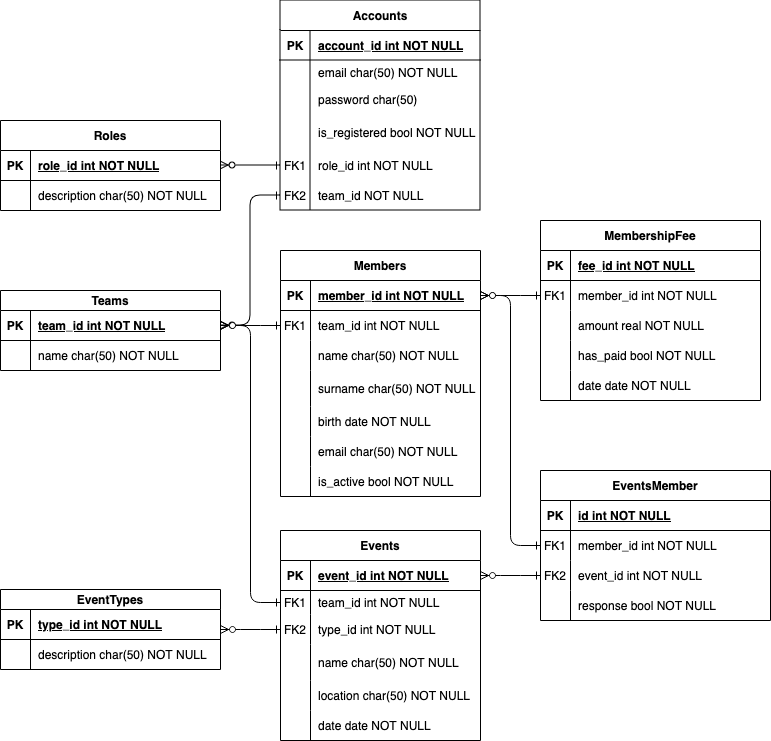 Accounts
PK account_id int NOT NULL
email char(50) NOT NULL
password char(50)
is_registered bool NOT NULL
FK1 role_id int NOT NULL
FK2 team_id NOT NULL
Roles
PK role_id int NOT NULL
description char(50) NOT NULL
Teams
PK team_id int NOT NULL
name char(50) NOT NULL
Members
PK member_id int NOT NULL
FK1 team_id int NOT NULL
name char(50) NOT NULL
surname char(50) NOT NULL
birth date NOT NULL
email char(50) NOT NULL
is_active bool NOT NULL
MembershipFee
PK fee_id int NOT NULL
FK1 member_id int NOT NULL
amount real NOT NULL
has_paid bool NOT NULL
date date NOT NULL
EventsMember
PK id int NOT NULL
FK1 member_id int NOT NULL
FK2 event_id int NOT NULL
response bool NOT NULL
Events
PK event_id int NOT NULL
FK1 team_id int NOT NULL
FK2 type_id int NOT NULL
name char(50) NOT NULL
location char(50) NOT NULL
date date NOT NULL
EventTypes
PK type_id int NOT NULL
description char(50) NOT NULL